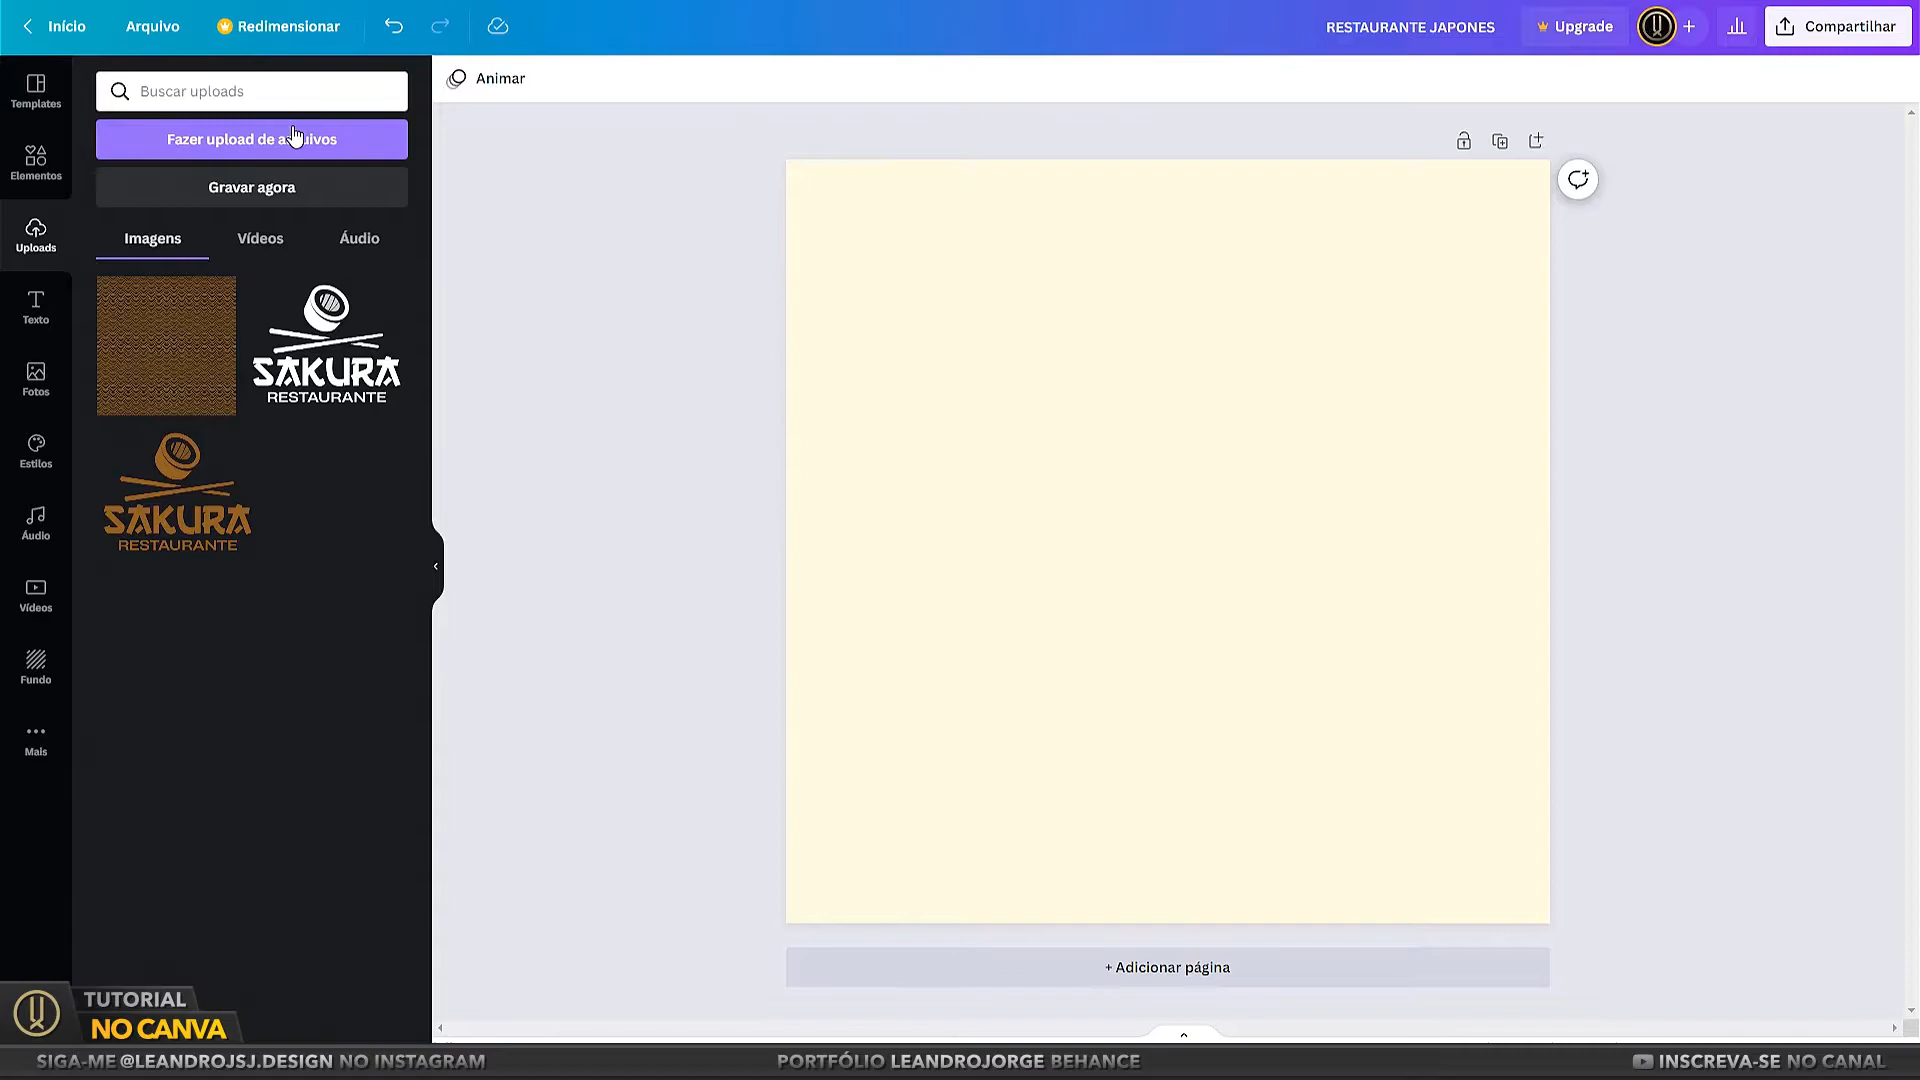 Início
Arquivo
Redimensionar
RESTAURANTE JAPONES
Upgrade
Compartilhar
Templates
Elementos
Uploads
Texto
Fotos
Estilos
Áudio
Vídeos
Fundo
Mais
Buscar uploads
Fazer upload de
Gravar agora
Imagens
Vídeos
Áudio
SAKURA
RESTAURANTE
SAKURA
RESTAURANTE
Animar
+ Adicionar página
TUTORIAL
NO CANVA
SIGA-ME @LEANDROJSJ.DESIGN NO INSTAGRAM
PORTFÓLIO LEANDROJORGE BEHANCE
INSCREVA-SE NO CANAL